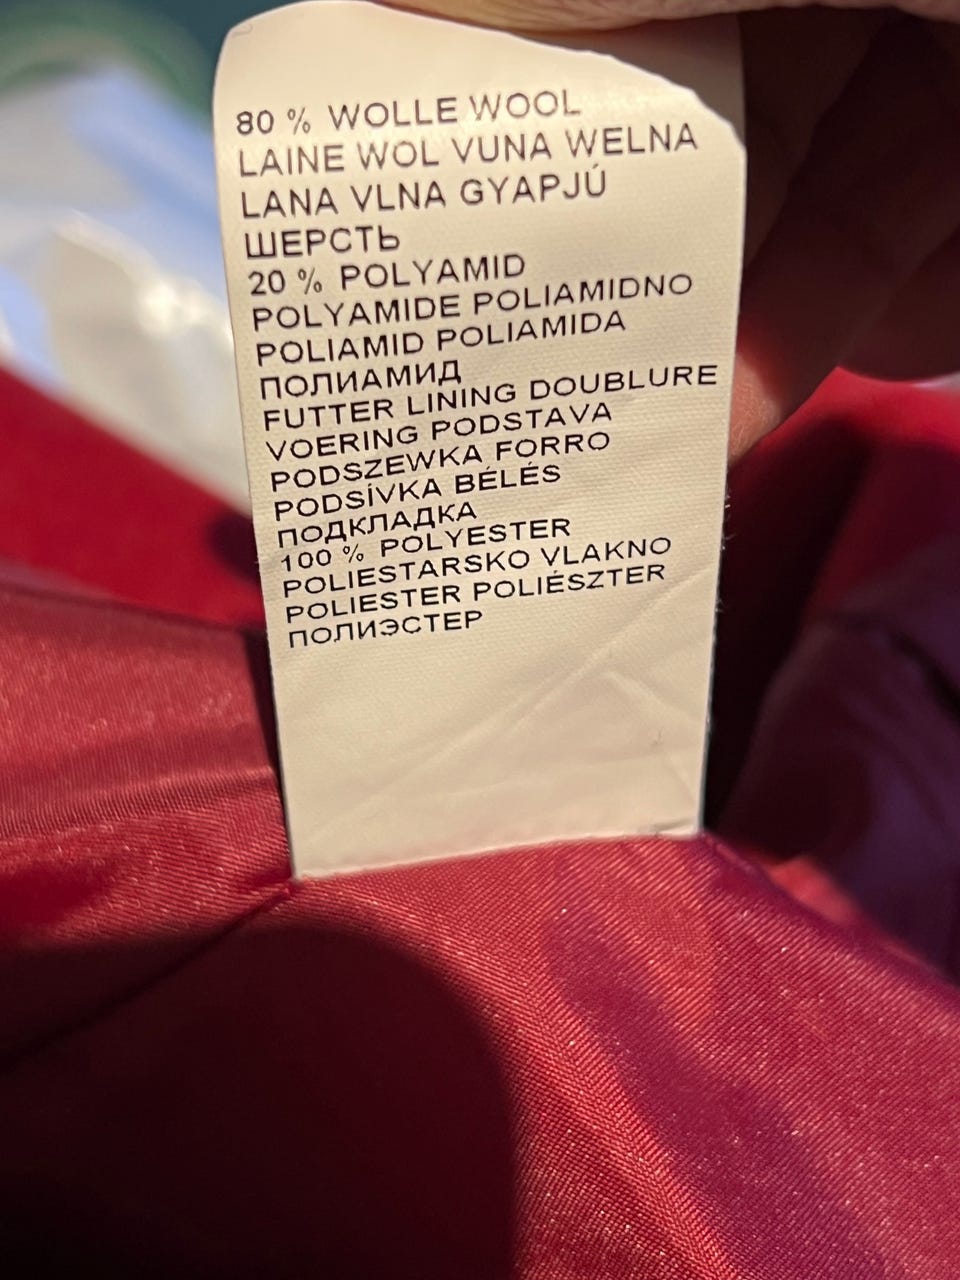 80 % WOLLE WOOL
LAINE WOL VUNA WELNA
LANA VLNA GYAPJÚ
ШЕРСТЬ
20 % POLYAMID
POLYAMIDE POLIAMIDNO
POLIAMID POLIAMIDA
ПОЛИАМИД
FUTTER LINING DOUBLURE
VOERING PODSTAVA
PODSZEWKA FORRO
PODSÍVKA BÉLÉS
ПОДКЛАДКА
100 % POLYESTER
POLIESTARSKO VLAKNO
POLIESTER POLIÉSZTER
ПОЛИЭСТЕР